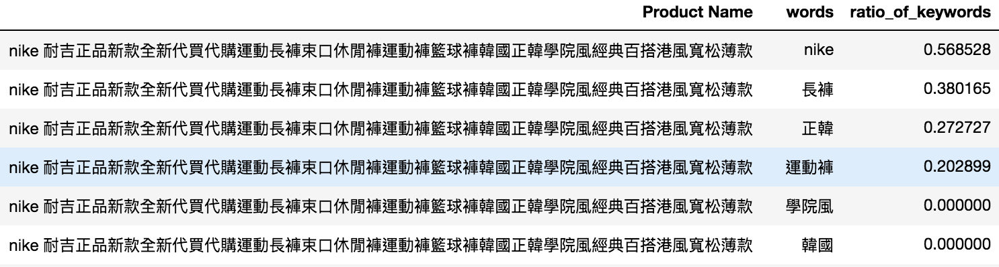 Product Name words ratio_of_keywords
nike 耐吉正品新款全新代買代購運動長褲束口休閒褲運動褲籃球褲韓國正韓學院風經典百搭港風寬松薄款 nike 0.568528
nike 耐吉正品新款全新代買代購運動長褲束口休閒褲運動褲籃球褲韓國正韓學院風經典百搭港風寬松薄款 長褲 0.380165
nike 耐吉正品新款全新代買代購運動長褲束口休閒褲運動褲籃球褲韓國正韓學院風經典百搭港風寬松薄款 正韓 0.272727
nike 耐吉正品新款全新代買代購運動長褲束口休閒褲運動褲籃球褲韓國正韓學院風經典百搭港風寬松薄款 運動褲 0.202899
nike 耐吉正品新款全新代買代購運動長褲束口休閒褲運動褲籃球褲韓國正韓學院風經典百搭港風寬松薄款 學院風 0.000000
nike 耐吉正品新款全新代買代購運動長褲束口休閒褲運動褲籃球褲韓國正韓學院風經典百搭港風寬松薄款 韓國 0.000000